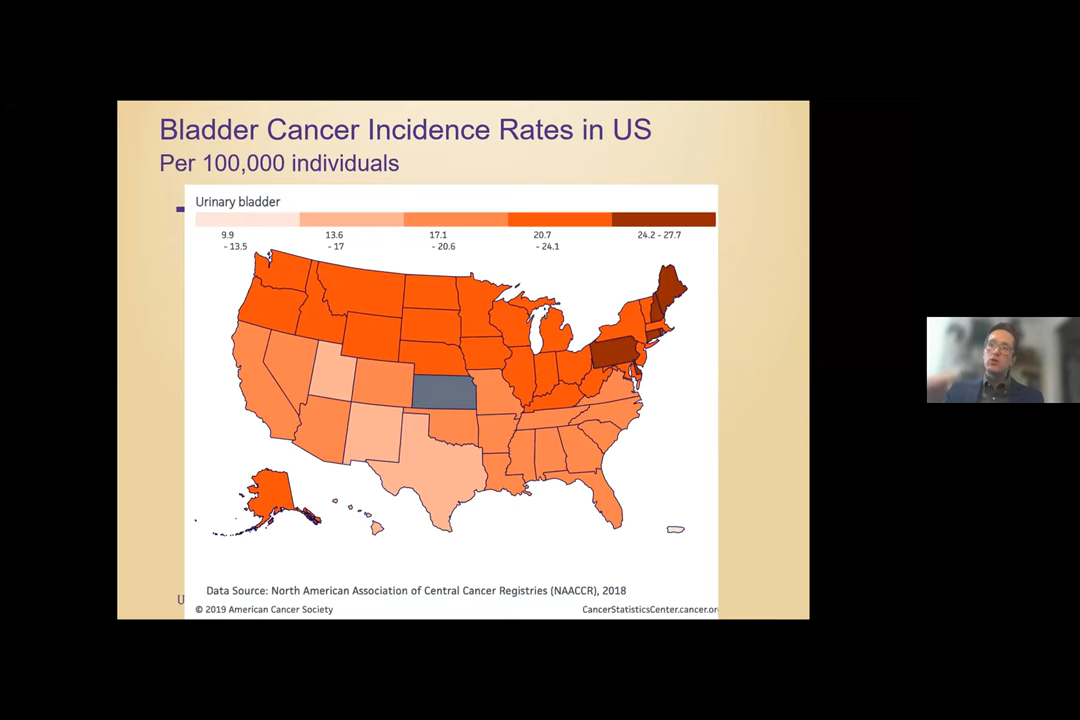 Bladder Cancer Incidence Rates in US
Per 100,000 individuals
Urinary bladder
9.9 - 13.5
13.6 - 17
17.1 - 20.6
20.7 - 24.1
24.2 - 27.7
Data Source: North American Association of Central Cancer Registries (NAACCR), 2018
U
© 2019 American Cancer Society
CancerStatisticsCenter.cancer.or